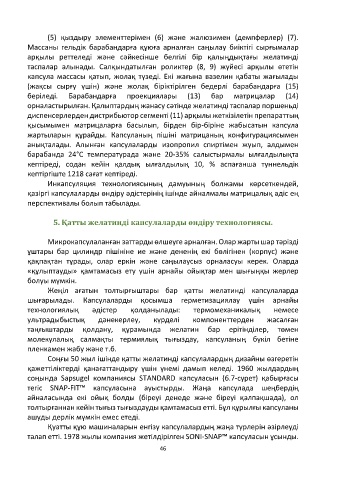 (5) қыздыру элементтерімен (6) және жалюзимен (демпферлер) (7).
Массаны гельдік барабандарға құюға арналған саңылау биіктігі сырғымалар
арқылы реттеледі және сәйкесінше белгілі бір қалыңдықтағы желатинді
таспалар алынады. Салқындатылған роликтер (8, 9) жүйесі арқылы өтетін
капсула массасы қатып, жолақ түзеді. Екі жағына вазелин қабаты жағылады
(жақсы сырғу үшін) және жолақ біріктірілген бедерлі барабандарға (15)
беріледі. Барабандарға проекциялары (13) бар матрицалар (14)
орналастырылған. Қалыптардың жанасу сәтінде желатинді таспалар поршеньді
диспенсерлерден дистрибьютор сегменті (11) арқылы жеткізілетін препараттың
қысымымен матрицаларға басылып, бірден бір-біріне жабысатын капсула
жартыларын құрайды. Капсуланың пішіні матрицаның конфигурациясымен
анықталады. Алынған капсулаларды изопропил спиртімен жуып, алдымен
барабанда 24°С температурада және 20-35% салыстырмалы ылғалдылықта
кептіреді, содан кейін қалдық ылғалдылық 10, % аспағанша туннельдік
кептіргіште 1218 сағат кептіреді.
Инкапсуляция технологиясының дамуының болжамы көрсеткендей,
қазіргі капсулаларды өндіру әдістерінің ішінде айналмалы матрицалық әдіс ең
перспективалы болып табылады.
5. Қатты желатинді капсулаларды өндіру технологиясы.
Микрокапсулаланған заттарды өлшеуге арналған. Олар жарты шар тәрізді
ұштары бар цилиндр пішініне ие және дененің екі бөлігінен (корпус) және
қақпақтан тұрады, олар еркін және саңылаусыз орналасуы керек. Оларда
«құлыптауды» қамтамасыз ету үшін арнайы ойықтар мен шығыңқы жерлер
болуы мүмкін.
Жеңіл ағатын толтырғыштары бар қатты желатинді капсулаларда
шығарылады. Капсулаларды қосымша герметизациялау үшін арнайы
технологиялық әдістер қолданылады: термомеханикалық немесе
ультрадыбыстық дәнекерлеу, күрделі компоненттерден жасалған
таңғыштарды қолдану, құрамында желатин бар ерітінділер, төмен
молекулалық салмақты термиялық тығыздау, капсуланың бүкіл бетіне
пленкамен жабу және т.б.
Соңғы 50 жыл ішінде қатты желатинді капсулалардың дизайны өзгеретін
қажеттіліктерді қанағаттандыру үшін үнемі дамып келеді. 1960 жылдардың
соңында Sapsugel компаниясы STANDARD капсуласын (6.7-сурет) қабырғасы
тегіс SNAP-FIT™ капсуласына ауыстырды. Жаңа капсулада шеңбердің
айналасында екі ойық болды (біреуі денеде және біреуі қалпақшада), ол
толтырғаннан кейін тығыз тығыздауды қамтамасыз етті. Бұл құрылғы капсуланы
ашуды дерлік мүмкін емес етеді.
Қуатты құю машиналарын енгізу капсулалардың жаңа түрлерін әзірлеуді
талап етті. 1978 жылы компания жетілдірілген SONI-SNAP™ капсуласын ұсынды.
46